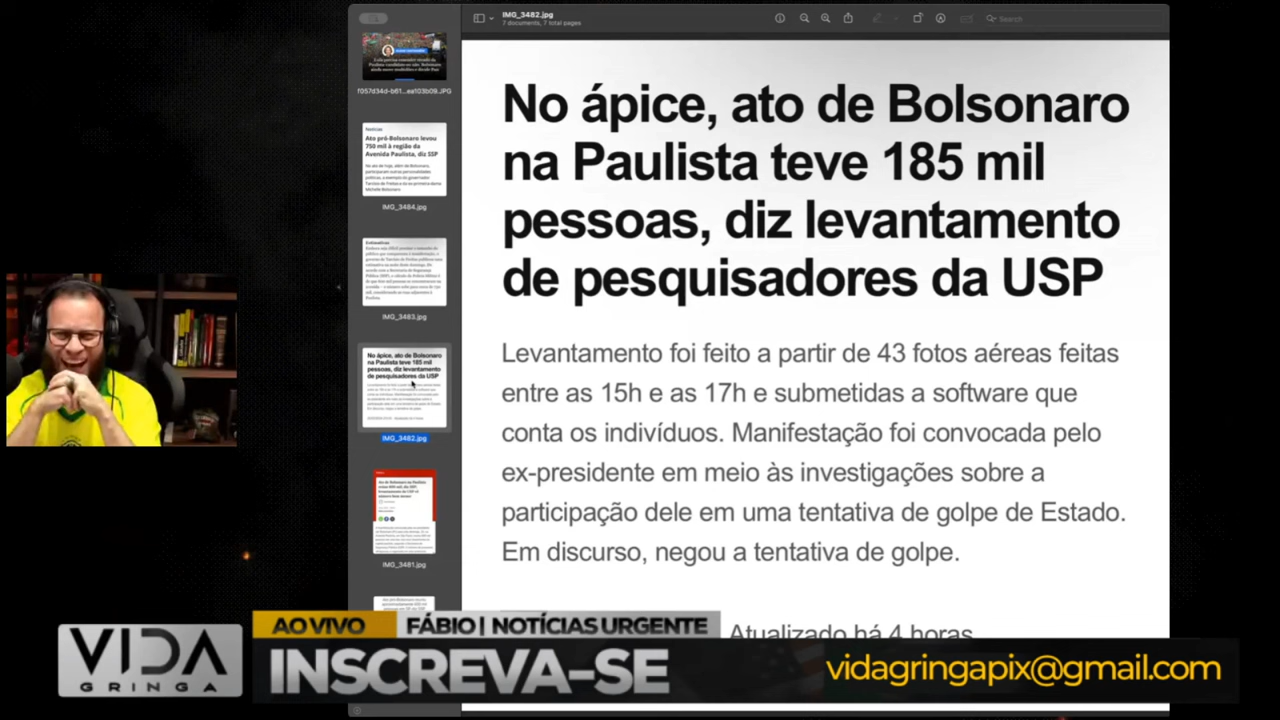 IMG_3482.jpg
7 documents, 7 total pages
Search
f057d34d-b61...ea103b09.JPG
Notícias
Ato pró-Bolsonaro levou
750 mil à região da
Avenida Paulista, diz SSP
IMG_3484.jpg
IMG_3483.jpg
No ápice, ato de Bolsonaro
na Paulista teve 185 mil
pessoas, diz levantamento
de pesquisadores da USP
IMG_3482.jpg
IMG_3481.jpg
No ápice, ato de Bolsonaro
na Paulista teve 185 mil
pessoas, diz levantamento
de pesquisadores da USP
Levantamento foi feito a partir de 43 fotos aéreas feitas
entre as 15h e as 17h e submetidas a software que
conta os indivíduos. Manifestação foi convocada pelo
ex-presidente em meio às investigações sobre a
participação dele em uma tentativa de golpe de Estado.
Em discurso, negou a tentativa de golpe.
Atualizado há 4 horas
AO VIVO
FÁBIO | NOTÍCIAS URGENTE
VIDA
GRINGA
INSCREVA-SE
vidagringapix@gmail.com